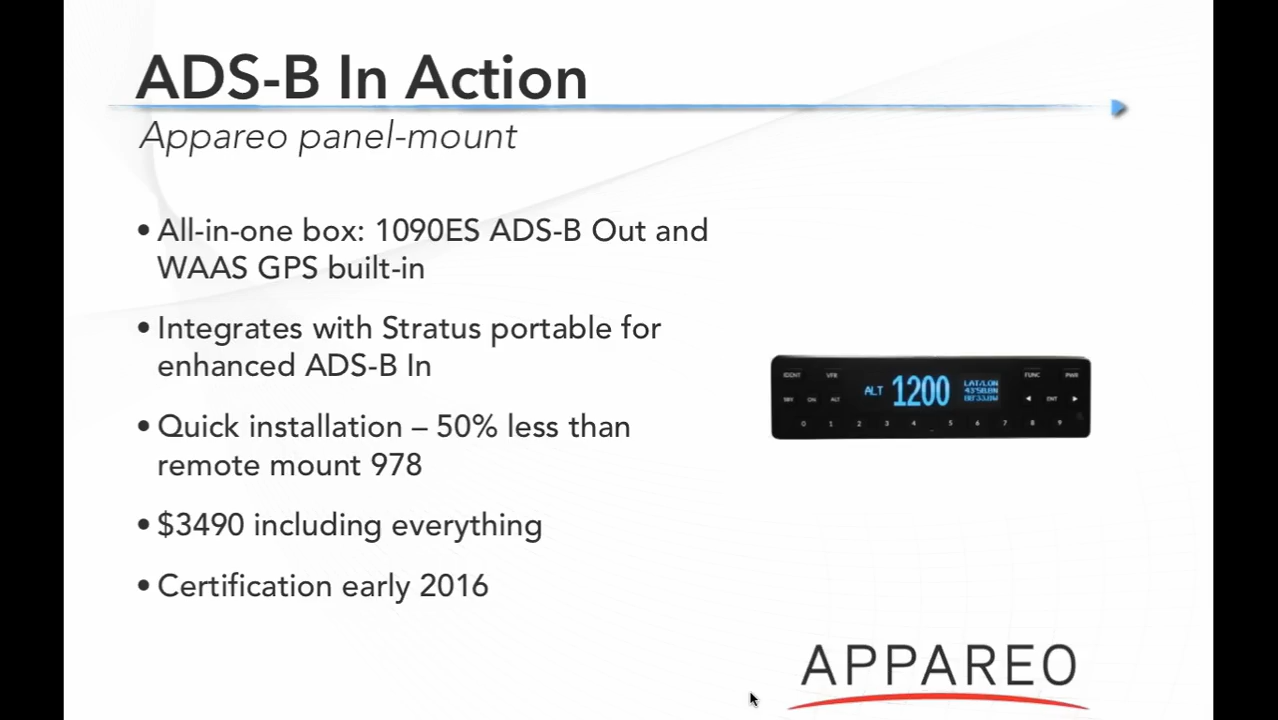 ADS-B In Action
Appareo panel-mount
•All-in-one box: 1090ES ADS-B Out and
WAAS GPS built-in
•Integrates with Stratus portable for
enhanced ADS-B In
•Quick installation – 50% less than
remote mount 978
•$3490 including everything
•Certification early 2016
IDENT VFR FUNC PWR
ALT 1200 LAT/LON
ON ALT ENT
0 1 2 3 4 5 6 7 8 9
APPAREO